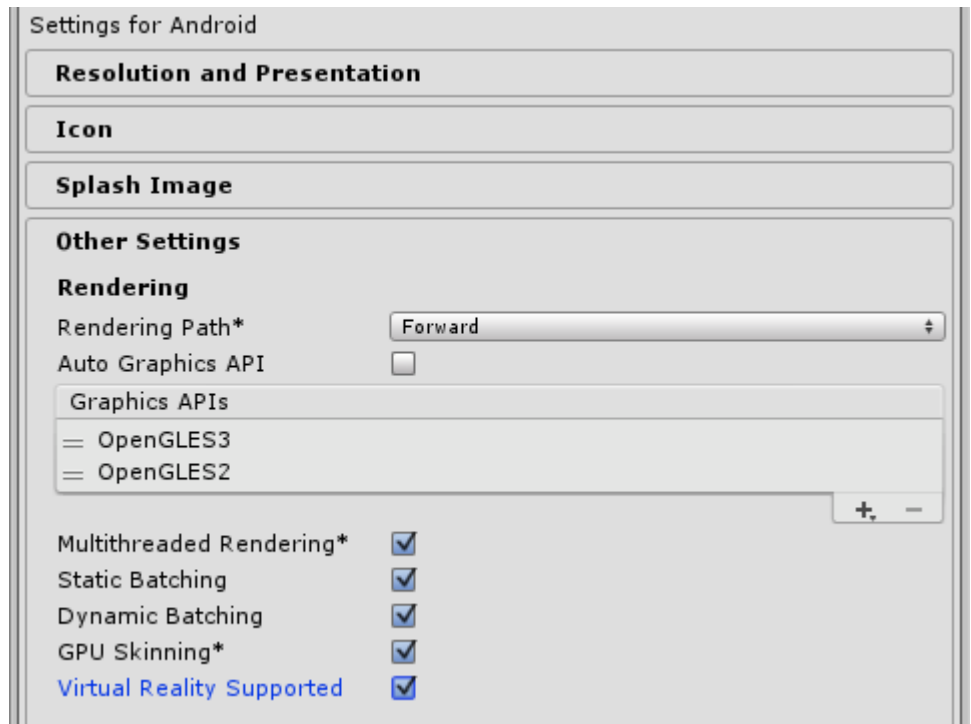 Settings for Android
Resolution and Presentation
Icon
Splash Image
Other Settings
Rendering
Rendering Path* Forward
Auto Graphics API
Graphics APIs
OpenGLES3
OpenGLES2
Multithreaded Rendering*
Static Batching
Dynamic Batching
GPU Skinning*
Virtual Reality Supported